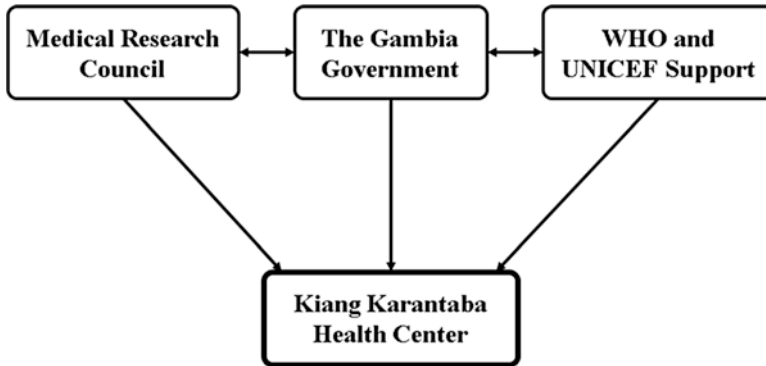 Medical Research
Council
The Gambia
Government
WHO and
UNICEF Support
Kiang Karantaba
Health Center